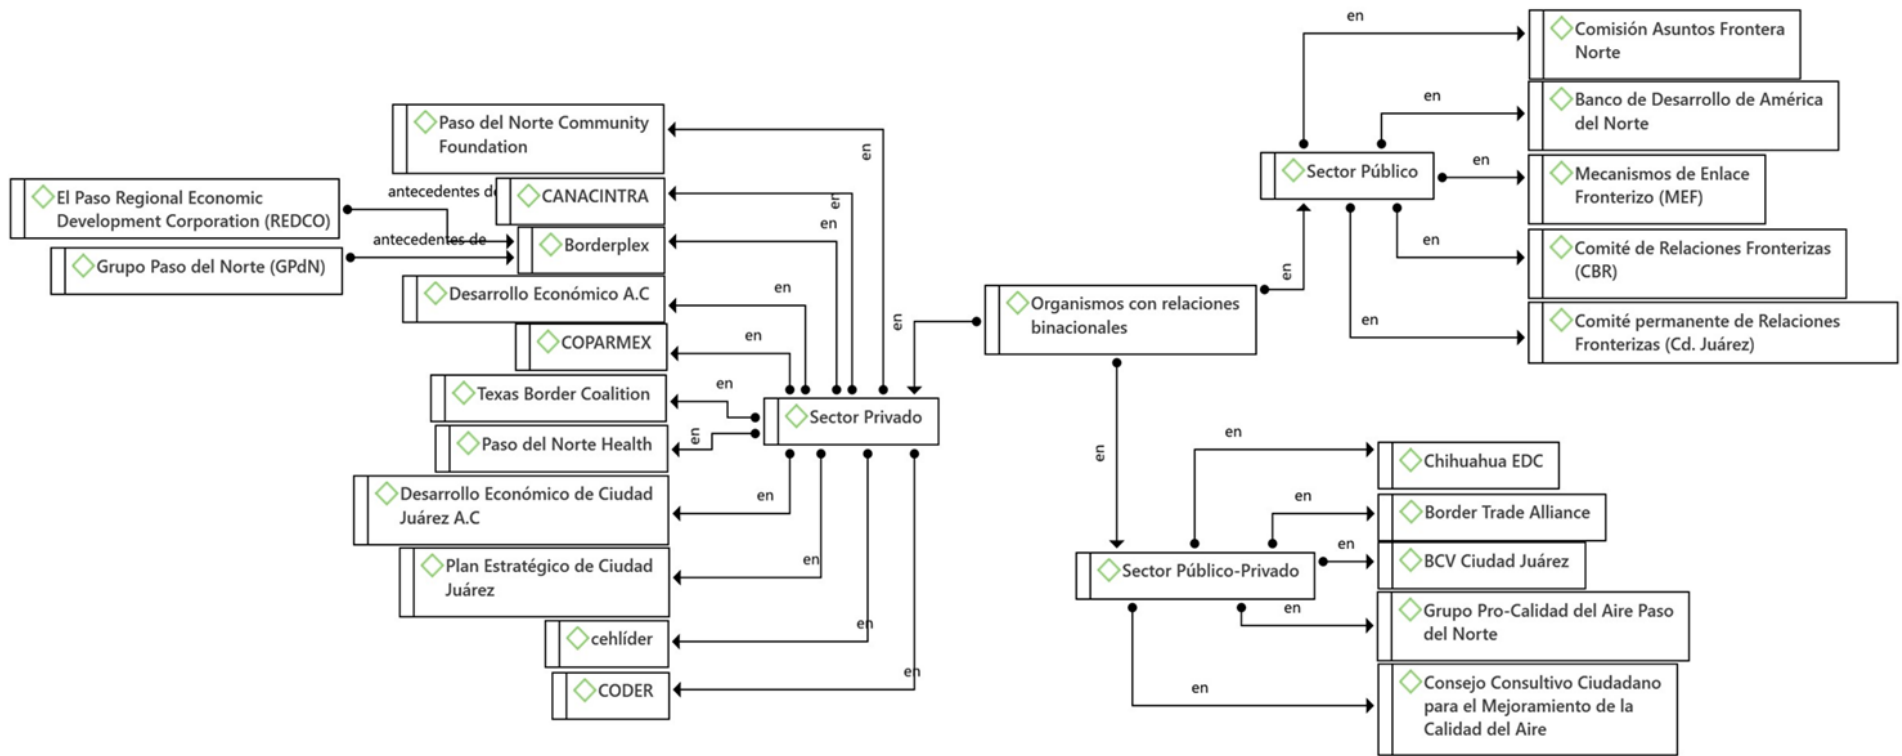 Paso del Norte Community
Foundation
en
El Paso Regional Economic
Development Corporation (REDCO)
antecedentes de
CANACINTRA
en
Grupo Paso del Norte (GPdN)
antecedentes de
Borderplex
en
Desarrollo Económico A.C
en
COPARMEX
en
Texas Border Coalition
en
Paso del Norte Health
en
Desarrollo Económico de Ciudad
Juárez A.C
en
Plan Estratégico de Ciudad
Juárez
en
cehlíder
en
CODER
en
Sector Privado
en
Organismos con relaciones
binacionales
en
en
Sector Público
en
Comisión Asuntos Frontera
Norte
en
Banco de Desarrollo de América
del Norte
en
Mecanismos de Enlace
Fronterizo (MEF)
en
Comité de Relaciones Fronterizas
(CBR)
en
Comité permanente de Relaciones
Fronterizas (Cd. Juárez)
Sector Público-Privado
en
Chihuahua EDC
en
Border Trade Alliance
en
BCV Ciudad Juárez
en
Grupo Pro-Calidad del Aire Paso
del Norte
en
Consejo Consultivo Ciudadano
para el Mejoramiento de la
Calidad del Aire